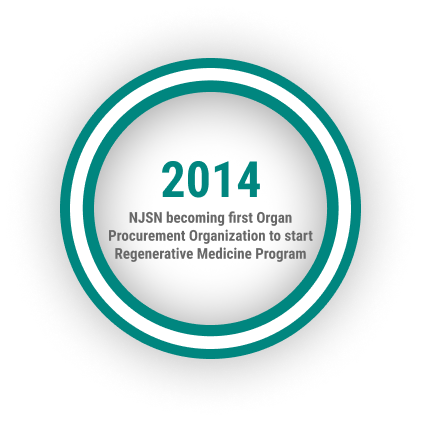 2014
NJSN becoming first Organ
Procurement Organization to start
Regenerative Medicine Program